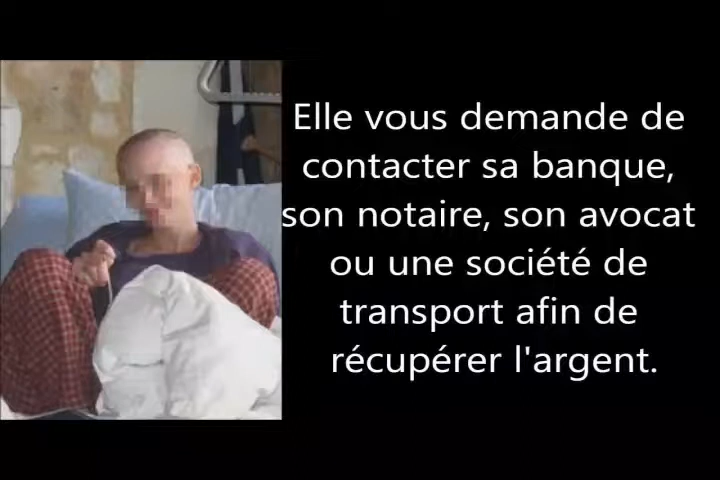 Elle vous demande de
contacter sa banque,
son notaire, son avocat
ou une société de
transport afin de
récupérer l'argent.